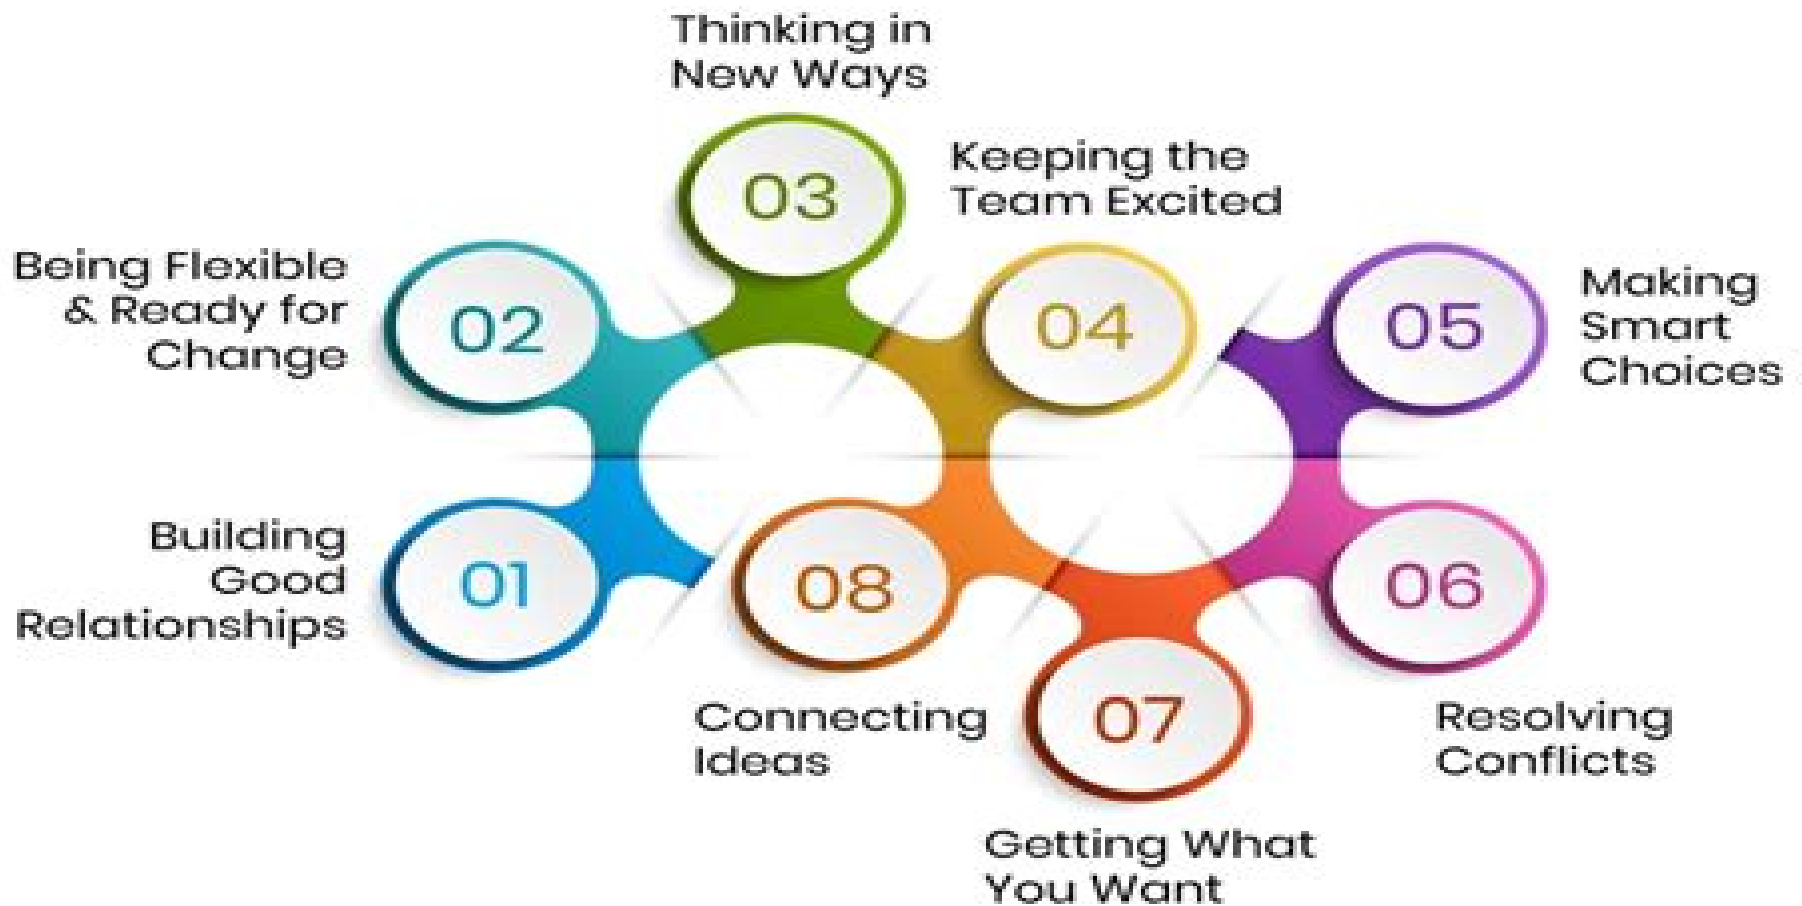 01
Building
Good
Relationships
02
Being Flexible
& Ready for
Change
03
Thinking in
New Ways
04
Keeping the
Team Excited
05
Making
Smart
Choices
06
Resolving
Conflicts
07
Getting What
You Want
08
Connecting
Ideas